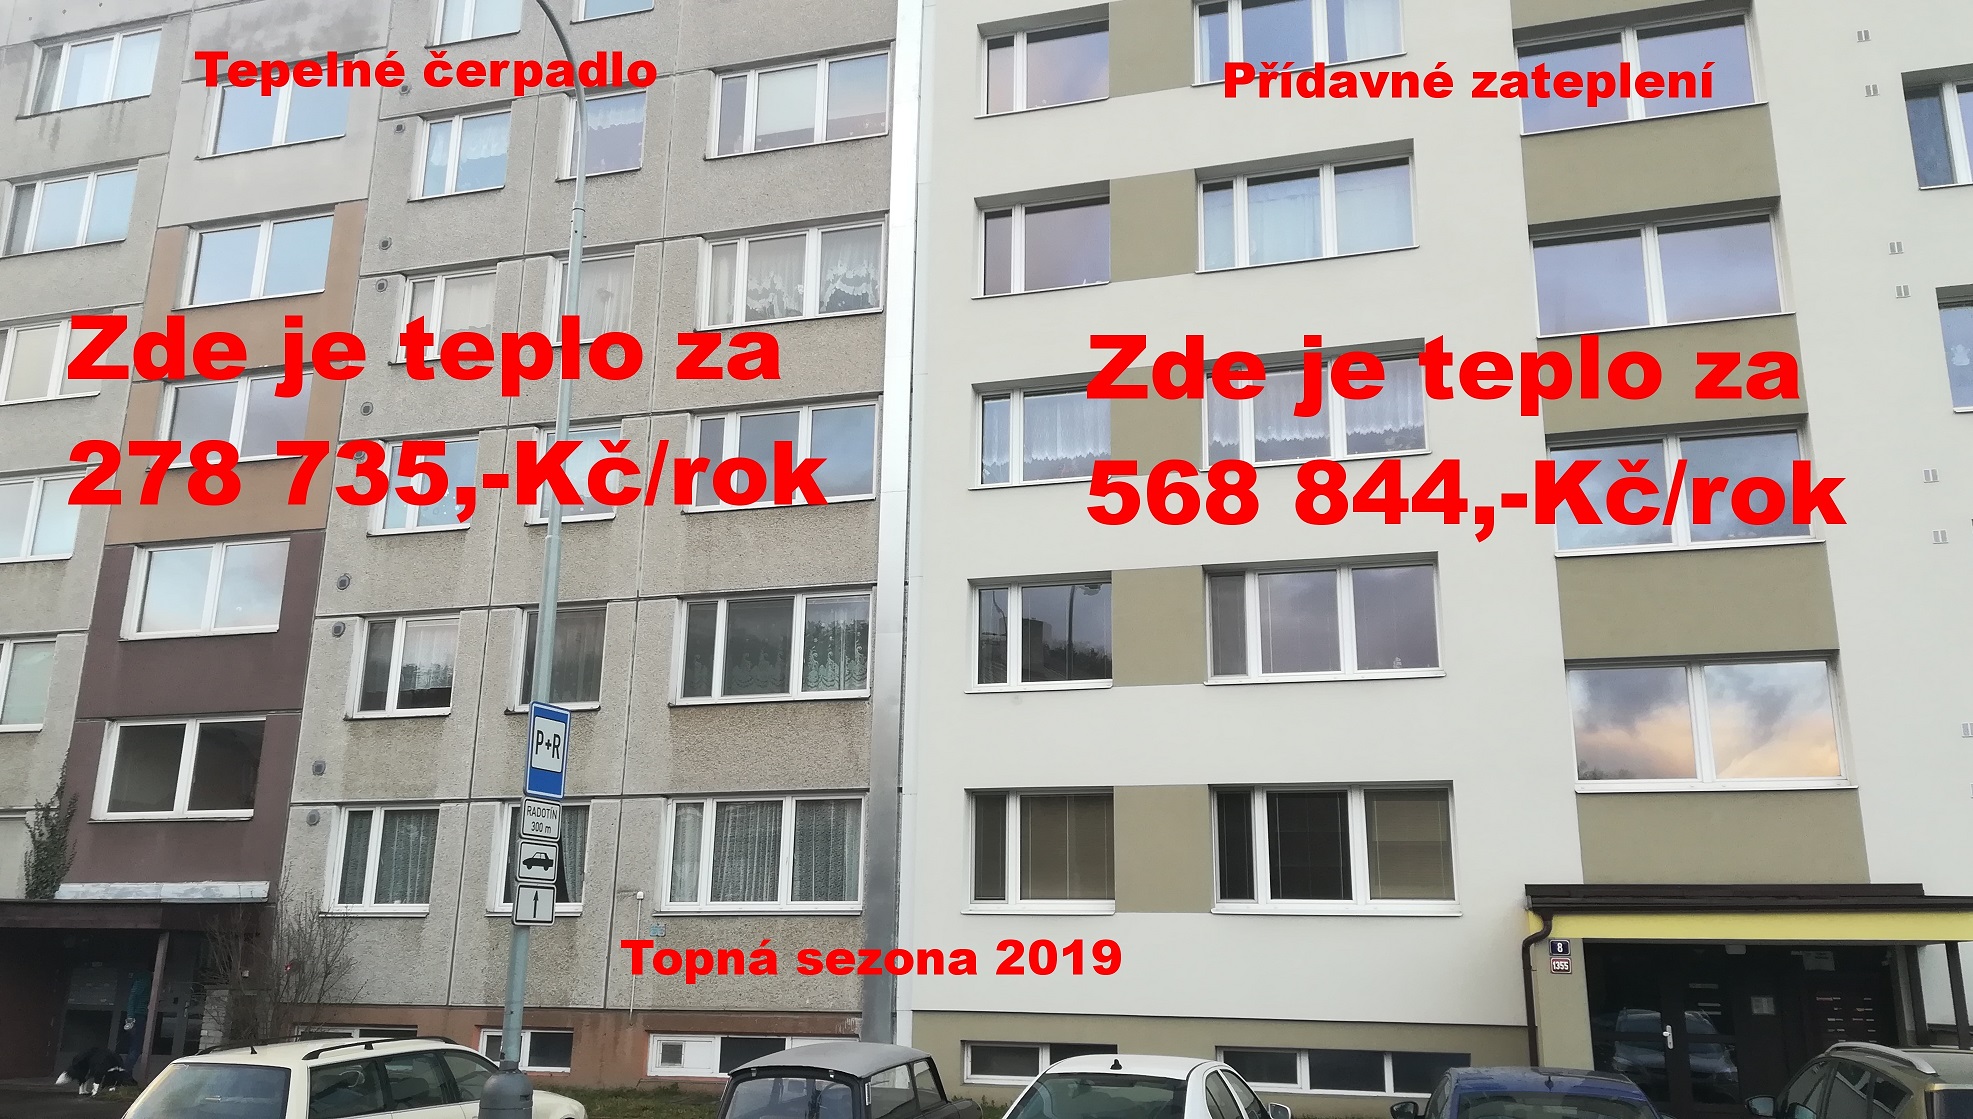 Tepelné čerpadlo
Přídavné zateplení
Zde je teplo za
278 735,-Kč/rok
Zde je teplo za
568 844,-Kč/rok
P+R
RADOTÍN
300 m
Topná sezona 2019
8
1355